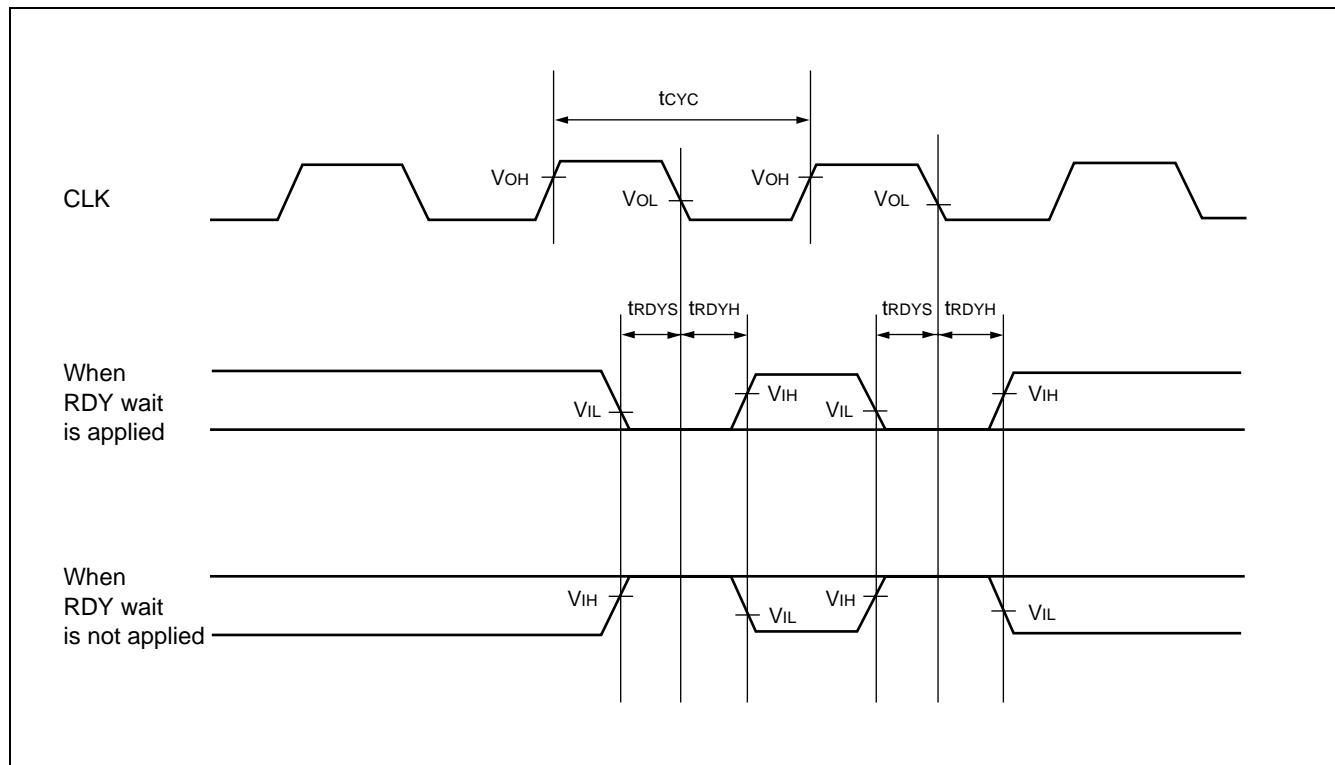 tCYC
CLK
VOH
VOL
VOH
VOL
tRDYS
tRDYH
tRDYS
tRDYH
When
RDY wait
is applied
VIL
VIH
VIL
VIH
When
RDY wait
is not applied
VIH
VIL
VIH
VIL